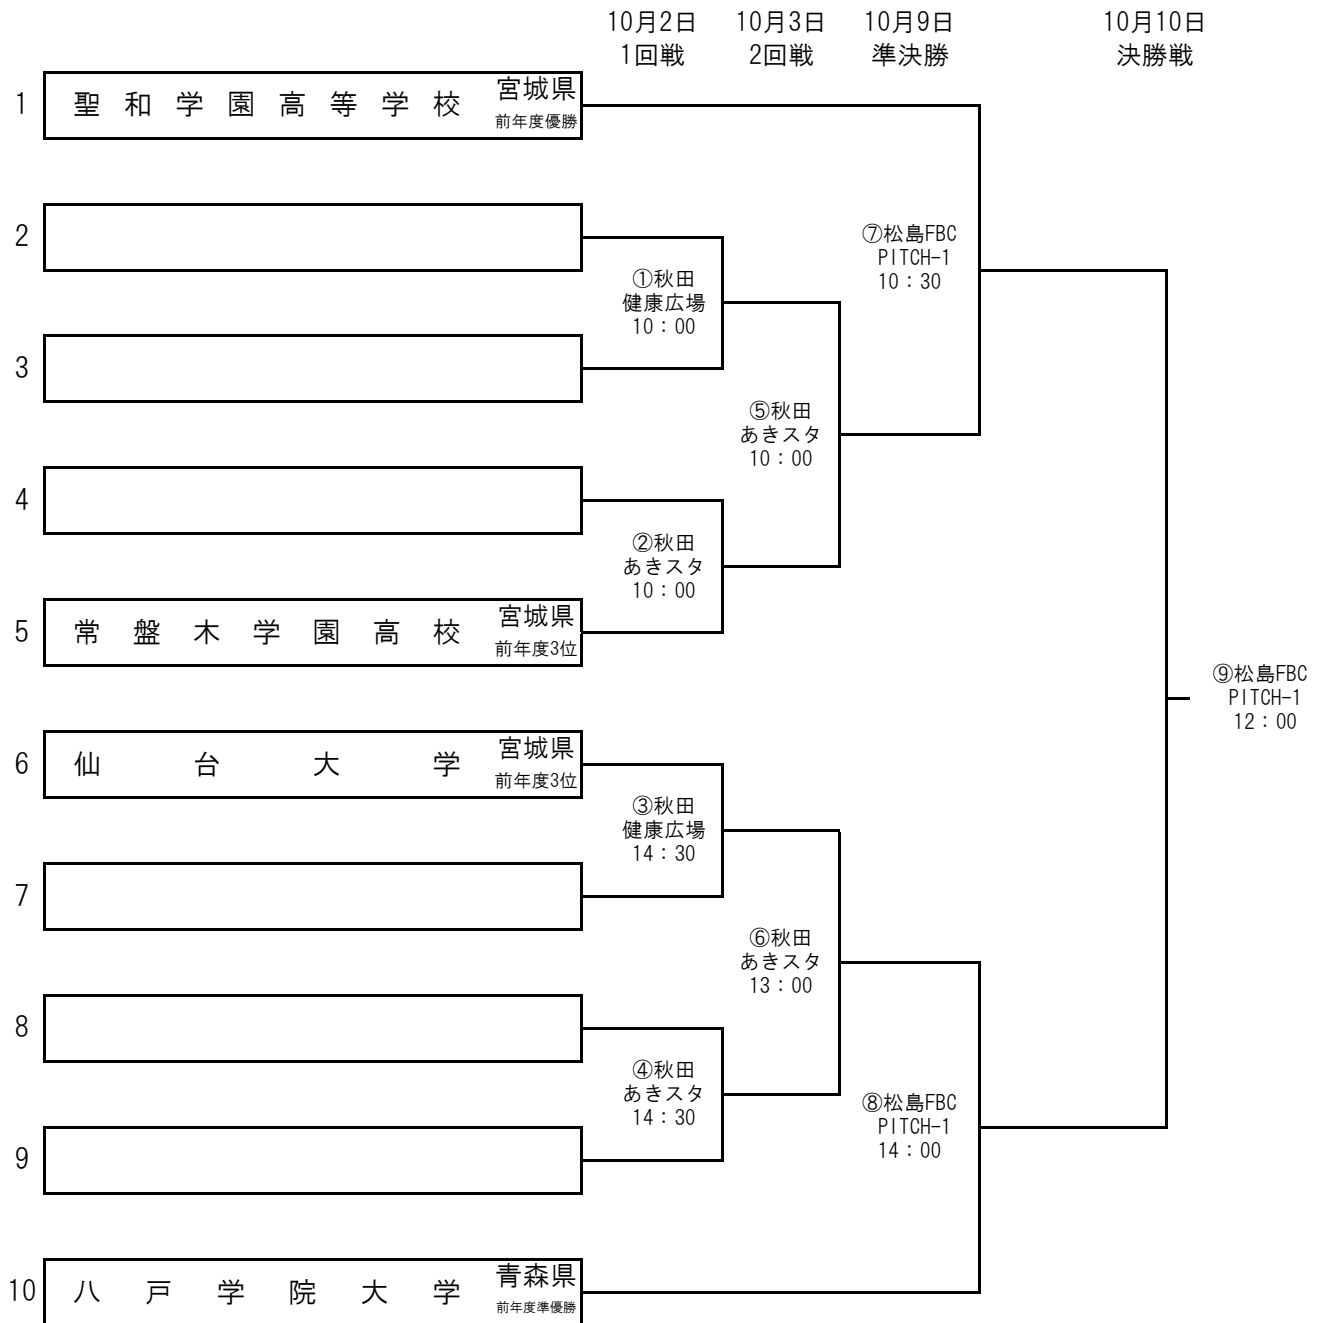 10月2日 10月3日 10月9日 10月10日
1回戦 2回戦 準決勝 決勝戦
1 聖和学園高等学校 宮城県
前年度優勝
2
⑦松島FBC
PITCH-1
10：30
①秋田
健康広場
10：00
3
⑤秋田
あきスタ
10：00
4
②秋田
あきスタ
10：00
5 常盤木学園高校 宮城県
前年度3位
⑨松島FBC
PITCH-1
12：00
6 仙台大学 宮城県
前年度3位
③秋田
健康広場
14：30
7
⑥秋田
あきスタ
13：00
8
④秋田
あきスタ
14：30
⑧松島FBC
PITCH-1
14：00
9
10 八戸学院大学 青森県
前年度準優勝